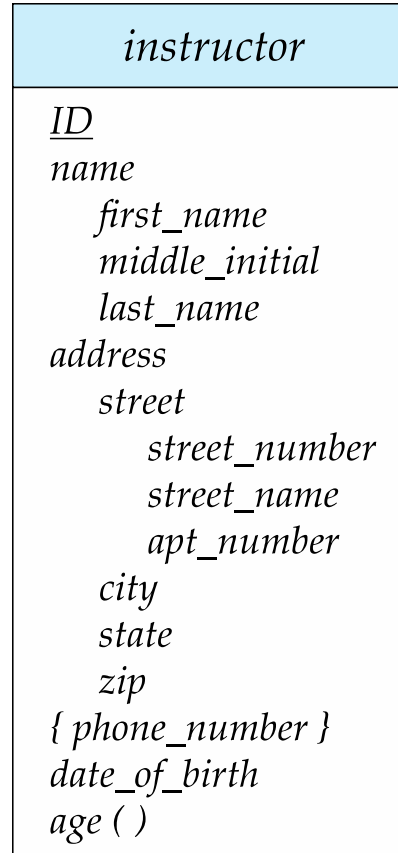 instructor
ID
name
first_name
middle_initial
last_name
address
street
street_number
street_name
apt_number
city
state
zip
{ phone_number }
date_of_birth
age ( )